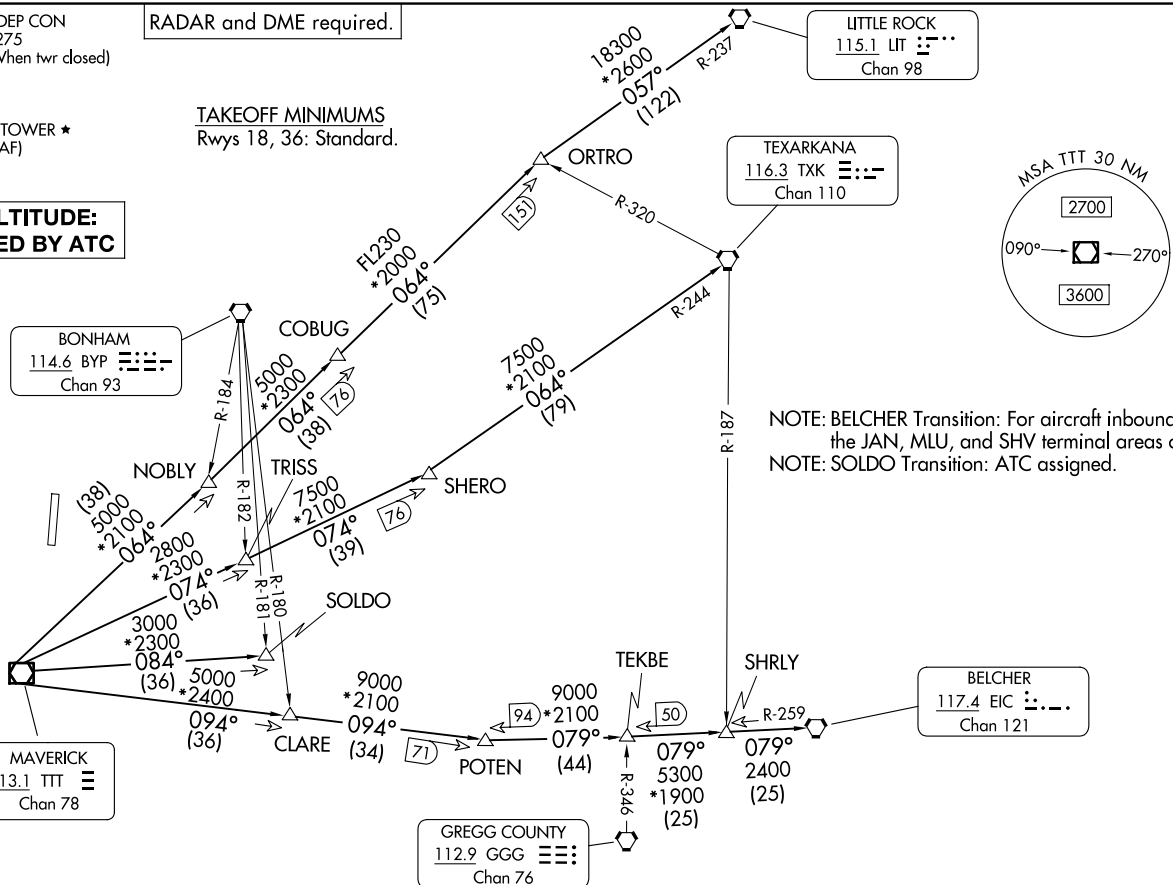 DEP CON
275
When twr closed)
RADAR and DME required.
TOWER ★
AF)
TAKEOFF MINIMUMS
Rwys 18, 36: Standard.
LTITUDE:
ED BY ATC
LITTLE ROCK
115.1 LIT
Chan 98
R-237
18300
*2600
057°
(122)
ORTRO
151
TEXARKANA
116.3 TXK
Chan 110
R-320
R-244
R-187
MSA TTT 30 NM
2700
090°
270°
3600
FL230
*2000
064°
(75)
COBUG
BONHAM
114.6 BYP
Chan 93
R-184
R-182
R-181
R-180
5000
*2300
064°
(38)
76
7500
*2100
064°
(79)
NOTE: BELCHER Transition: For aircraft inbound
the JAN, MLU, and SHV terminal areas
NOTE: SOLDO Transition: ATC assigned.
NOBLY
TRISS
SHERO
(38)
5000
*2100
064°
7500
*2100
074°
(39)
76
2800
*2300
074°
(36)
SOLDO
3000
*2300
084°
(36)
5000
*2400
094°
(36)
CLARE
9000
*2100
094°
(34)
71
POTEN
94
9000
*2100
079°
(44)
TEKBE
50
SHRLY
079°
5300
*1900
(25)
R-259
079°
2400
(25)
BELCHER
117.4 EIC
Chan 121
MAVERICK
13.1 TTT
Chan 78
R-346
GREGG COUNTY
112.9 GGG
Chan 76